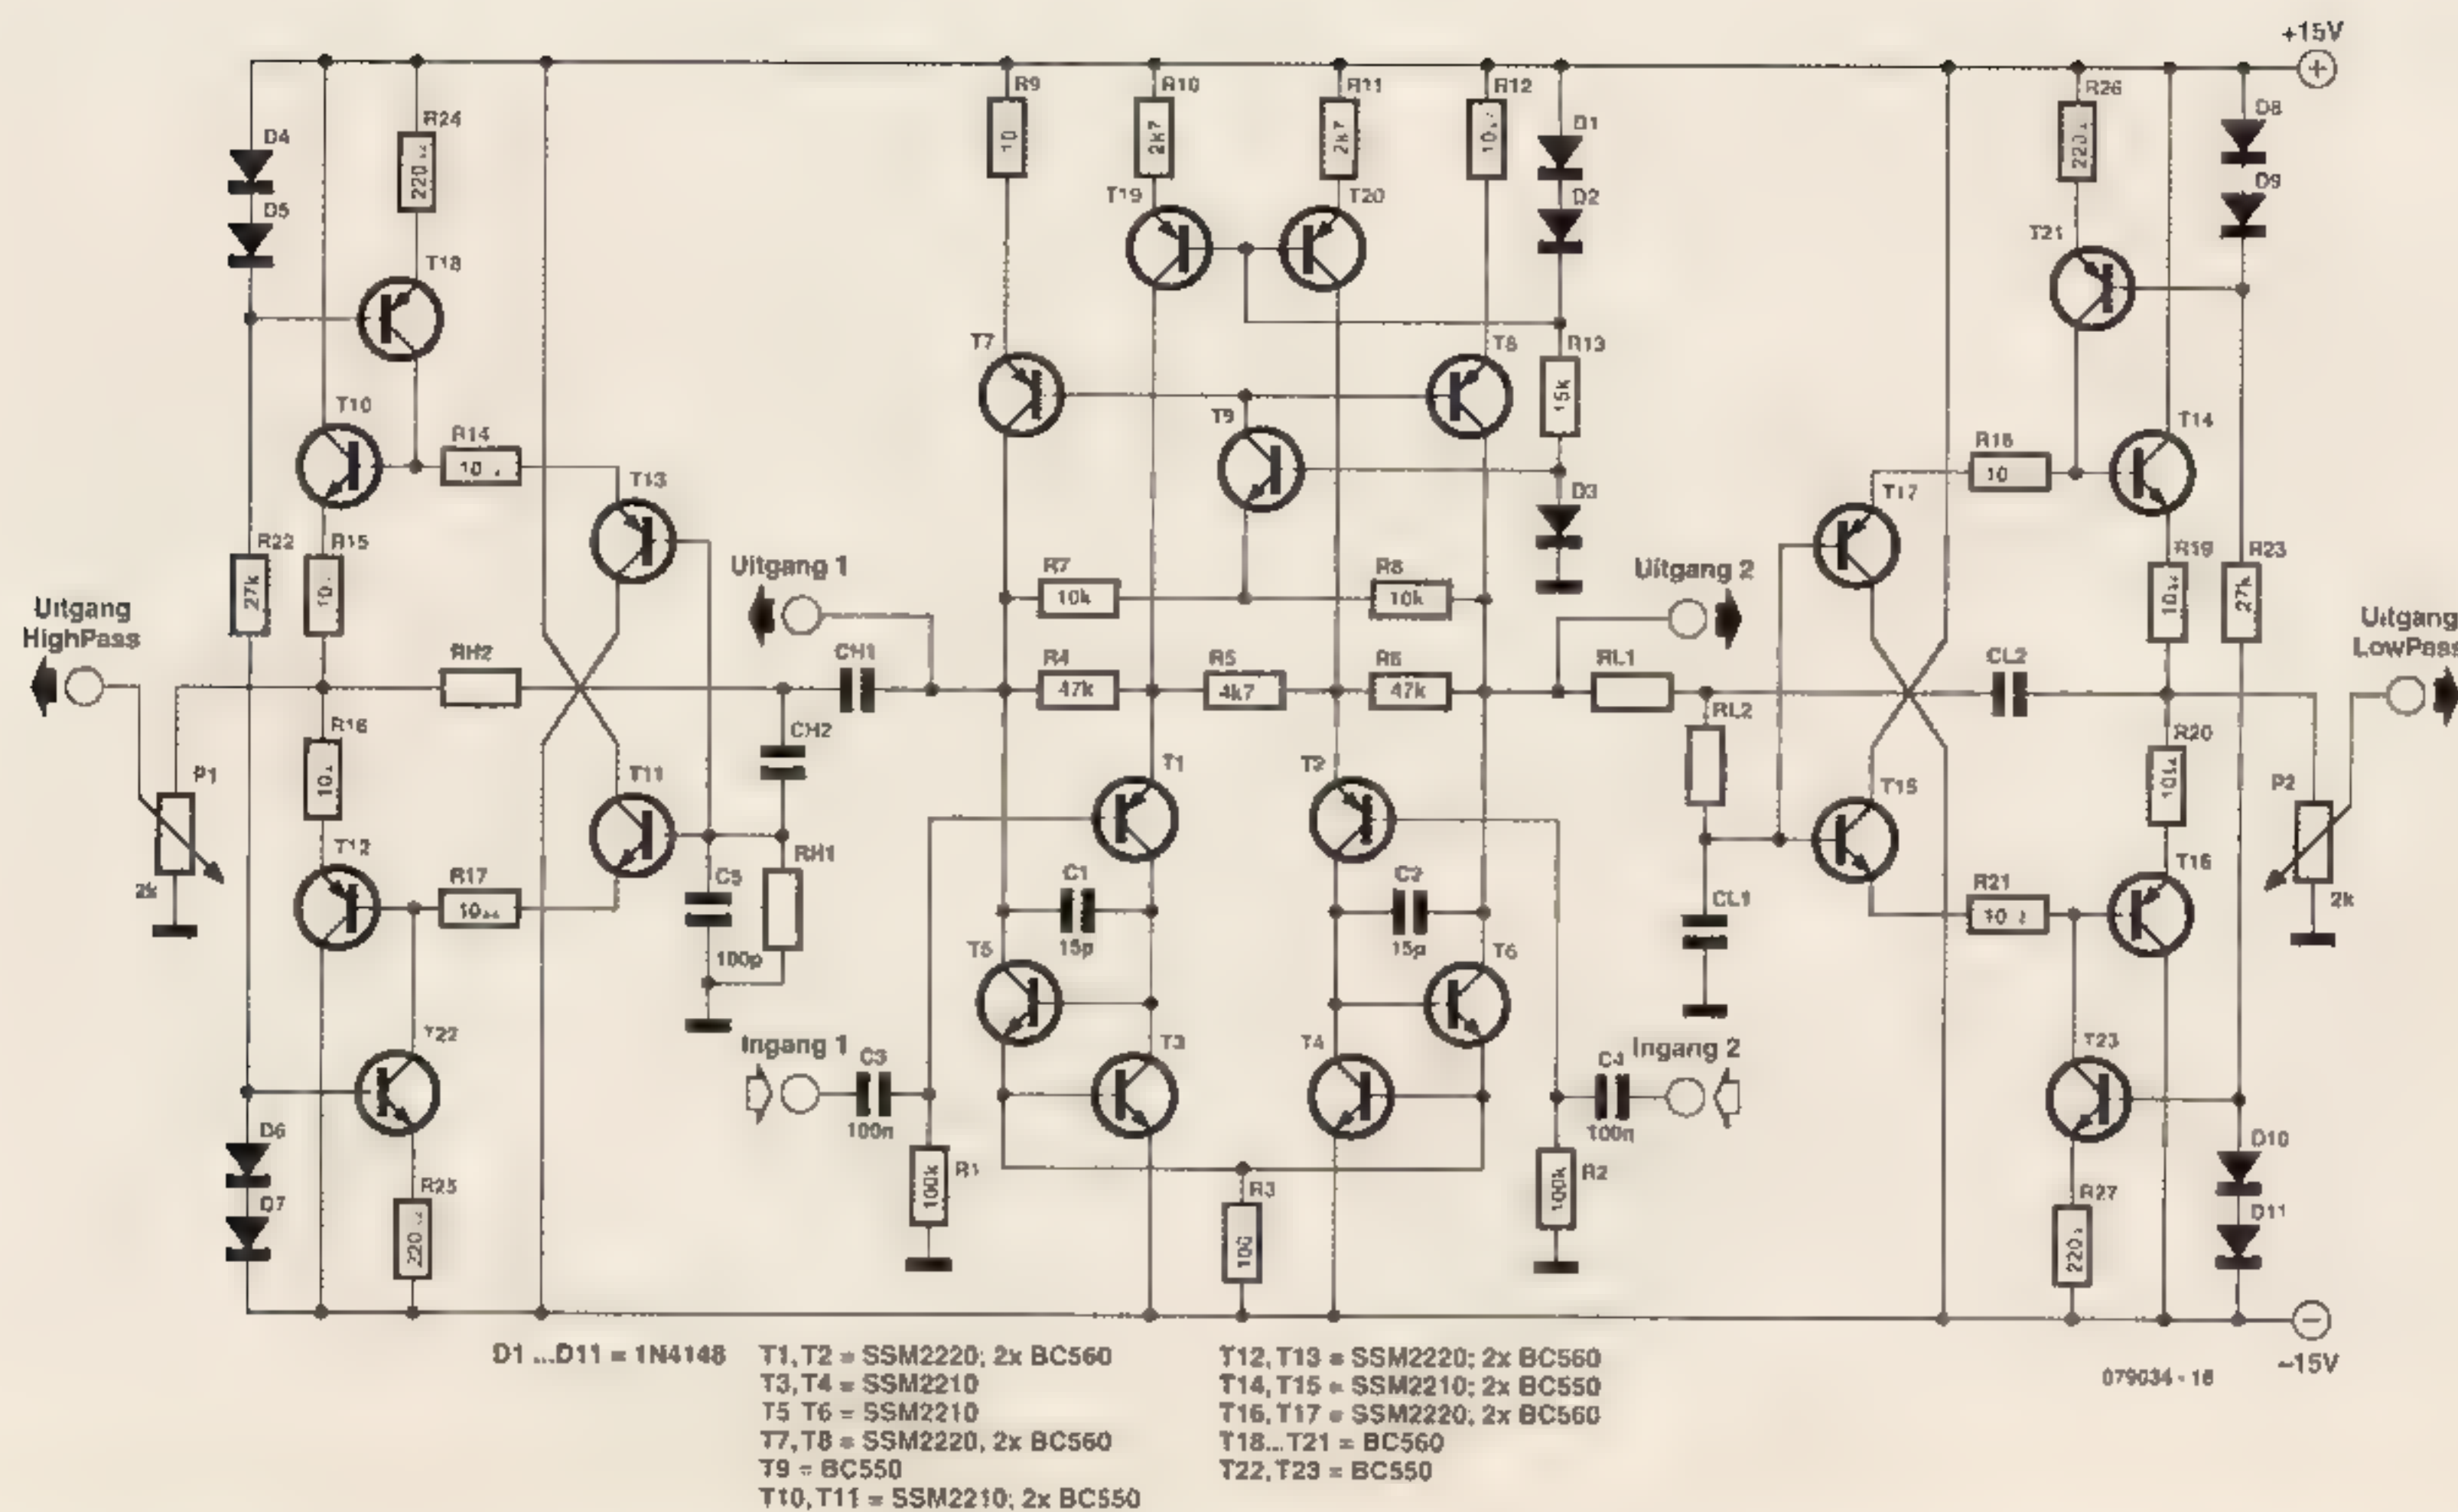 +15V
R9
R10
R11
R12
R26
D8
D4
R24
D1
10
2k7
2k7
D5
220
D2
220
D9
T19
T20
T21
T18
T7
T8
R13
T10
T9
15k
T14
R14
R18
10
10
T13
D3
T17
R22
R15
R19
R23
Uitgang 1
Uitgang 2
R7
R8
10k
10k
27k
10
27k
Uitgang
HighPass
Uitgang
LowPass
RH2
CH1
R4
R5
R6
RL1
CL2
47k
4k7
47k
RL2
R16
CH2
R20
P1
T11
T1
T2
T15
P2
10
2k
T12
R17
C5
RH1
C1
C2
CL1
R21
T16
2k
10
100p
15p
15p
T5
T6
T22
Ingang 1
C3
T3
T4
C4
Ingang 2
T23
100n
100n
D6
R1
R3
R2
D10
D7
R25
R27
D11
220
100k
100
100k
220
−15V
D1 ...D11 = 1N4148
T1, T2 = SSM2220; 2x BC560
T3, T4 = SSM2210
T5 T6 = SSM2210
T7, T8 = SSM2220, 2x BC560
T9 = BC550
T10, T11 = SSM2210; 2x BC550
T12, T13 = SSM2220; 2x BC560
T14, T15 = SSM2210; 2x BC550
T16, T17 = SSM2220, 2x BC560
T18...T21 = BC560
T22, T23 = BC550
079034 - 16